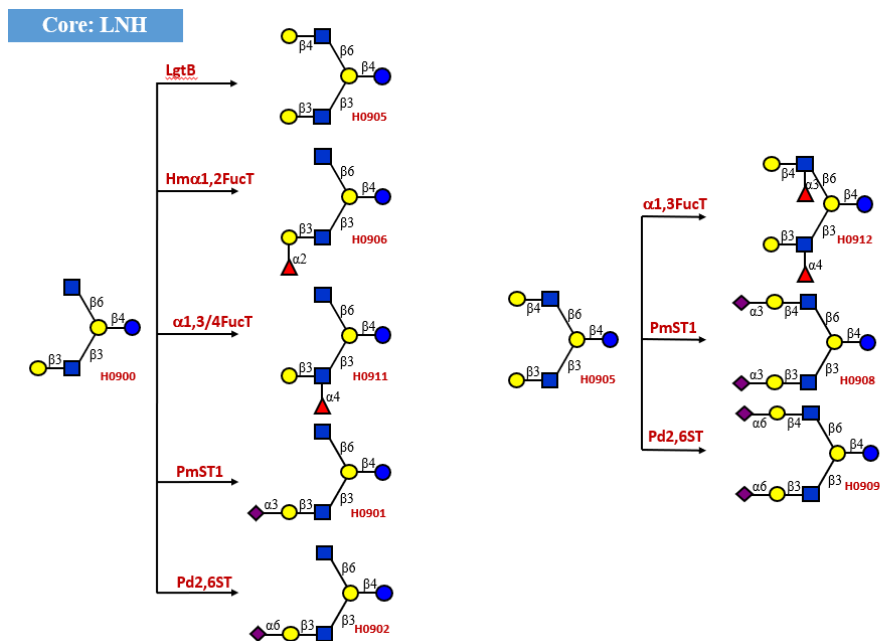 Core: LNH
LgtB
β4
β6
β4
β3
β3
H0905
Hmα1,2FucT
β6
β4
β3
β3
H0906
α2
β6
β4
β3
β3
H0900
α1,3/4FucT
β6
β4
β3
β3
H0911
α4
PmST1
β6
β4
α3
β3
β3
H0901
Pd2,6ST
β6
β4
α6
β3
β3
H0902
β4
β6
β4
β3
β3
H0905
α1,3FucT
β4
α3
β6
β4
β3
β3
H0912
α4
PmST1
α3
β4
β6
β4
α3
β3
β3
H0908
Pd2,6ST
α6
β4
β6
β4
α6
β3
β3
H0909